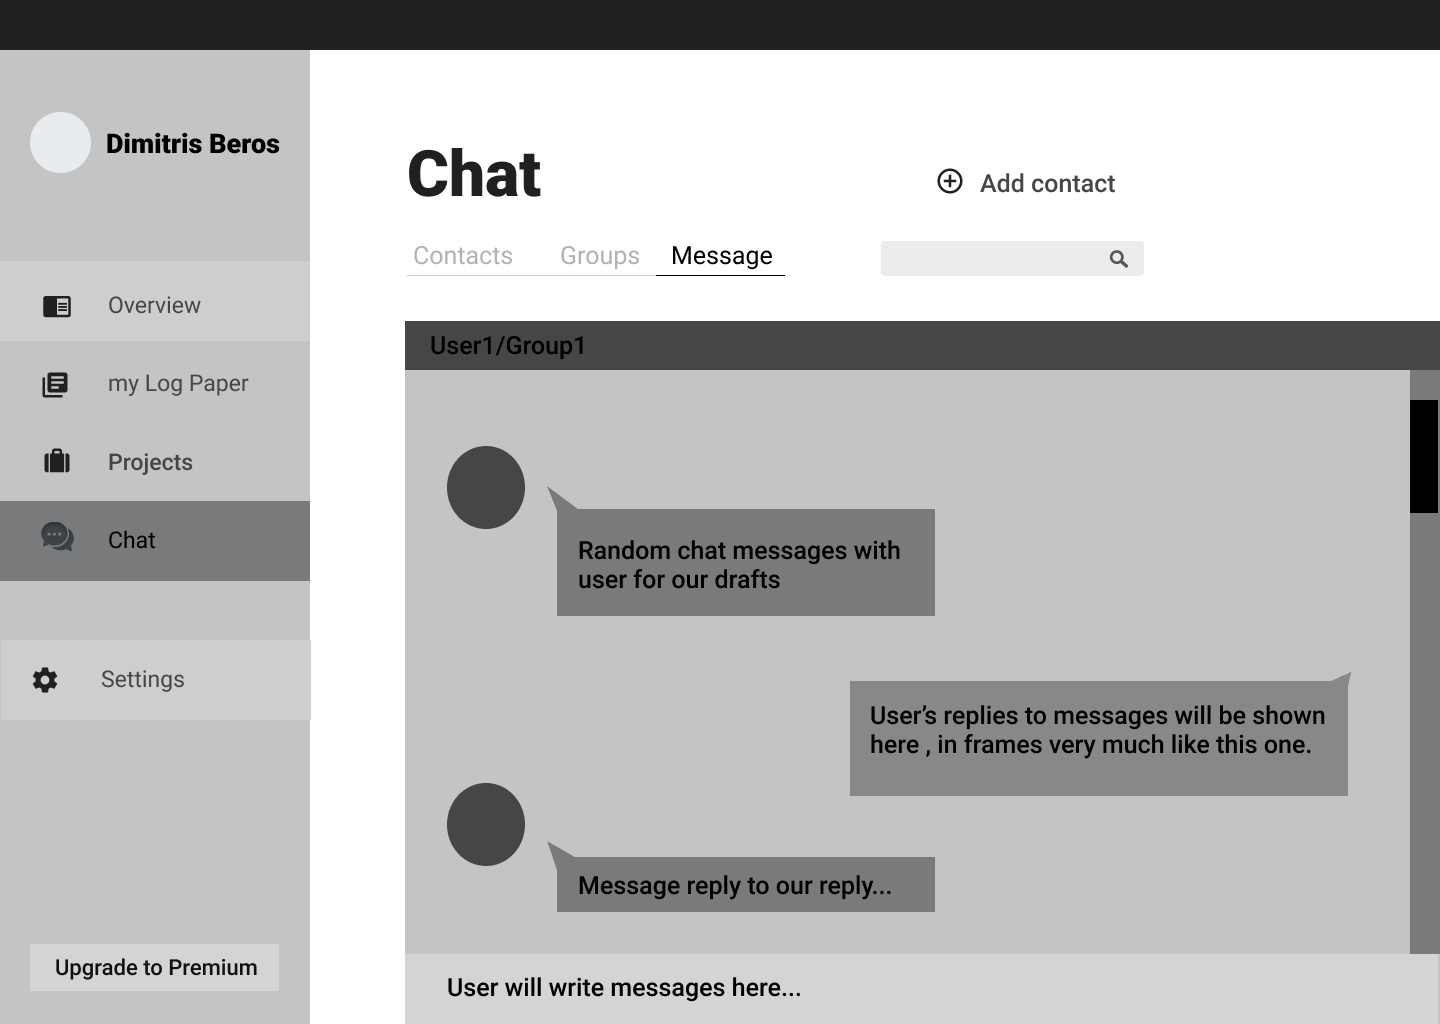 Dimitris Beros
Overview
my Log Paper
Projects
Chat
Settings
Upgrade to Premium
Chat
Add contact
Contacts
Groups
Message
User1/Group1
Random chat messages with
user for our drafts
User’s replies to messages will be shown
here , in frames very much like this one.
Message reply to our reply...
User will write messages here...